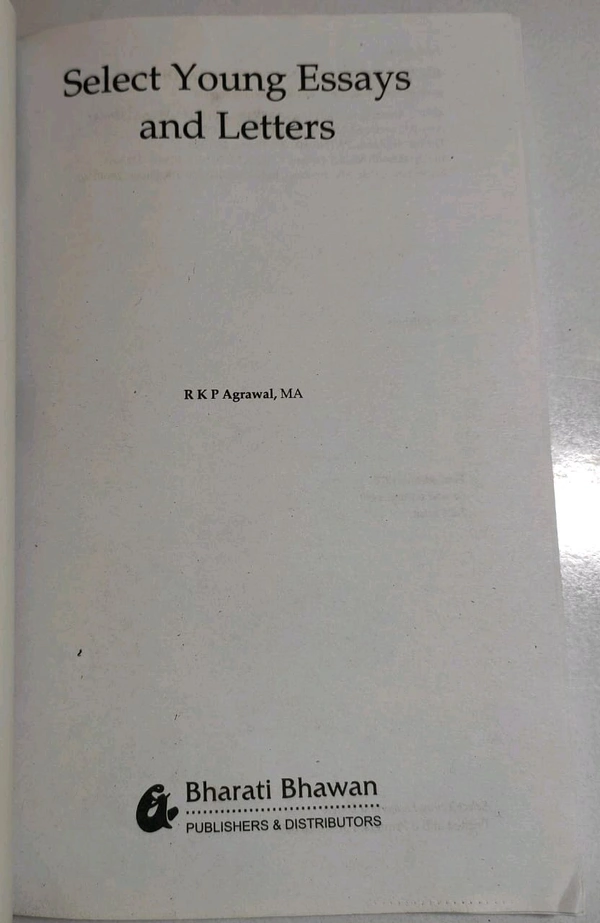 Select Young Essays
and Letters
R K P Agrawal, MA
Bharati Bhawan
PUBLISHERS & DISTRIBUTORS